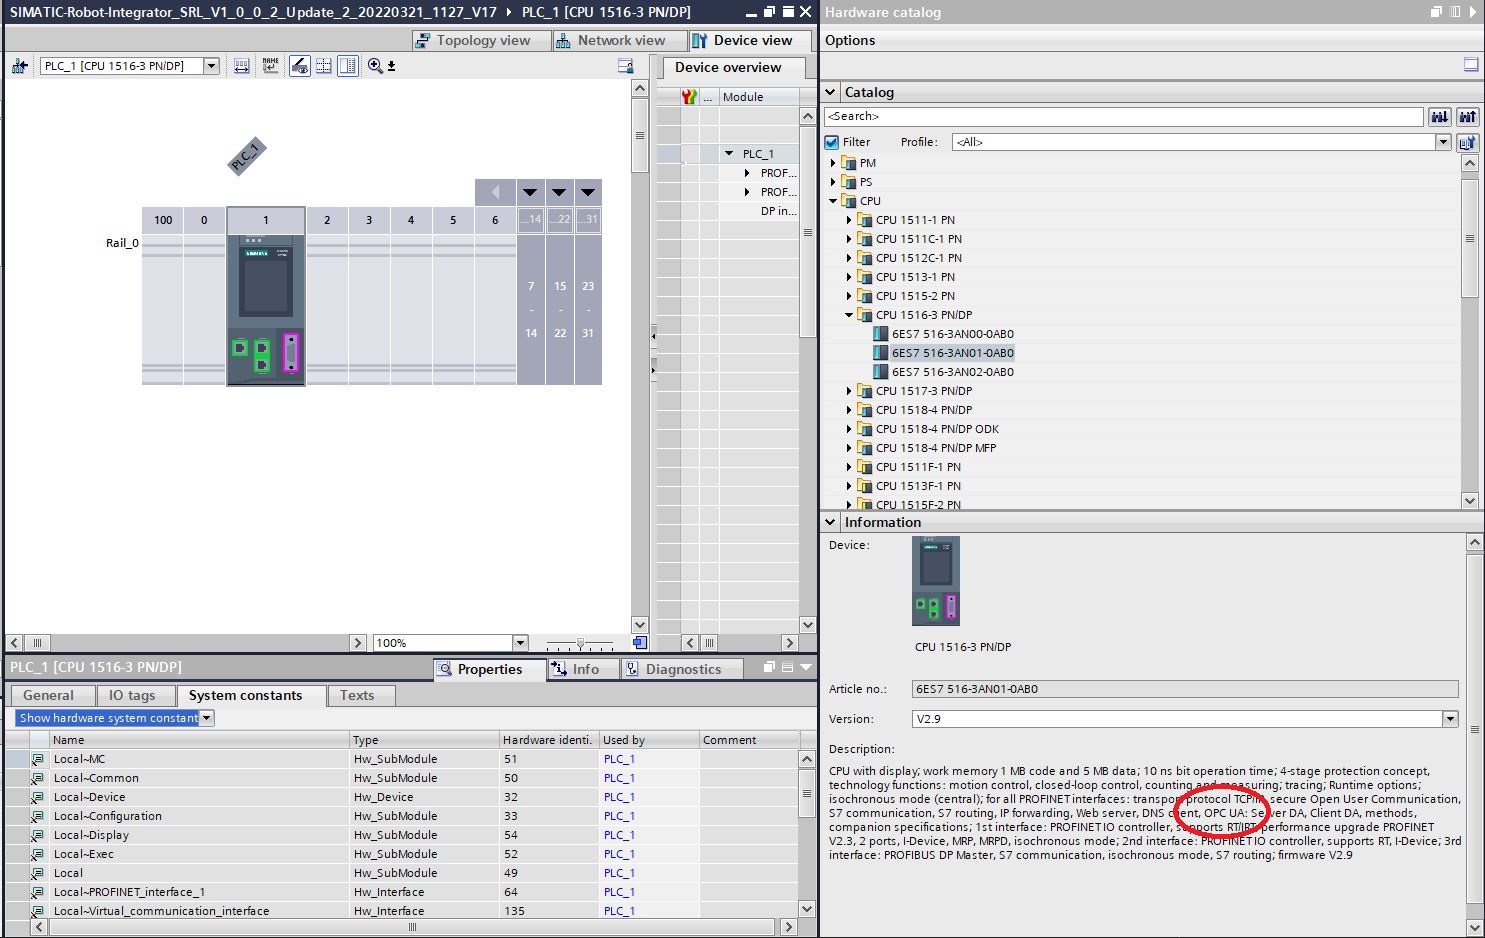 SIMATIC-Robot-Integrator_SRL_V1_0_0_2_Update_2_20220321_1127_V17 PLC_1 [CPU 1516-3 PN/DP]
Topology view Network view Device view
PLC_1 [CPU 1516-3 PN/DP]
NAME
PLC_1
100 0 1 2 3 4 5 6 ...14 ...22 ...31
Rail_0
7 15 23
- - -
14 22 31
SIEMENS
100%
Device overview
... Module
PLC_1
PROF...
PROF...
DP in...
PLC_1 [CPU 1516-3 PN/DP]
Properties Info Diagnostics
General IO tags System constants Texts
Show hardware system constant
Name Type Hardware identi. Used by Comment
Local~MC Hw_SubModule 51 PLC_1
Local~Common Hw_SubModule 50 PLC_1
Local~Device Hw_Device 32 PLC_1
Local~Configuration Hw_SubModule 33 PLC_1
Local~Display Hw_SubModule 54 PLC_1
Local~Exec Hw_SubModule 52 PLC_1
Local Hw_SubModule 49 PLC_1
Local~PROFINET_interface_1 Hw_Interface 64 PLC_1
Local~Virtual_communication_interface Hw_Interface 135 PLC_1
Hardware catalog
Options
Catalog
<Search>
Filter Profile: <All>
PM
PS
CPU
CPU 1511-1 PN
CPU 1511C-1 PN
CPU 1512C-1 PN
CPU 1513-1 PN
CPU 1515-2 PN
CPU 1516-3 PN/DP
6ES7 516-3AN00-0AB0
6ES7 516-3AN01-0AB0
6ES7 516-3AN02-0AB0
CPU 1517-3 PN/DP
CPU 1518-4 PN/DP
CPU 1518-4 PN/DP ODK
CPU 1518-4 PN/DP MFP
CPU 1511F-1 PN
CPU 1513F-1 PN
CPU 1515F-2 PN
Information
Device:
CPU 1516-3 PN/DP
Article no.: 6ES7 516-3AN01-0AB0
Version: V2.9
Description:
CPU with display; work memory 1 MB code and 5 MB data; 10 ns bit operation time; 4-stage protection concept,
technology functions: motion control, closed-loop control, counting and measuring; tracing; Runtime options;
isochronous mode (central); for all PROFINET interfaces: transport protocol TCP/IP, secure Open User Communication,
S7 communication, S7 routing, IP forwarding, Web server, DNS client, OPC UA: Server DA, Client DA, methods,
companion specifications; 1st interface: PROFINET IO controller, supports RT/IRT, performance upgrade PROFINET
V2.3, 2 ports, I-Device, MRP, MRPD, isochronous mode; 2nd interface: PROFINET IO controller, supports RT, I-Device; 3rd
interface: PROFIBUS DP Master, S7 communication, isochronous mode, S7 routing; firmware V2.9